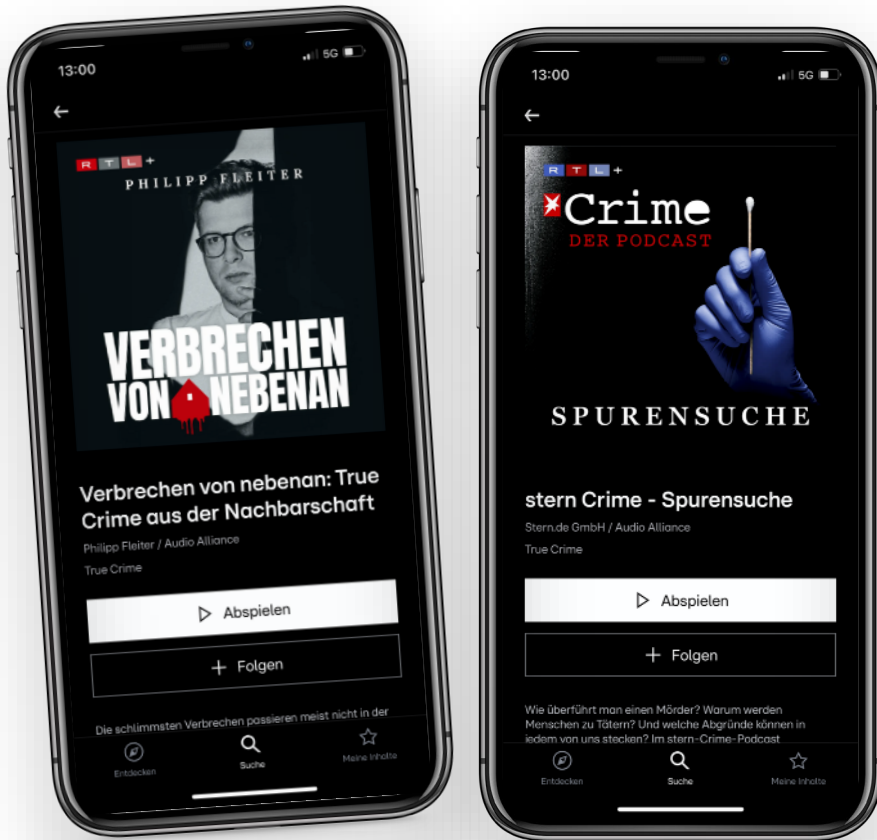 13:00
5G
RTL+
PHILIPP FLEITER
VERBRECHEN
VON NEBENAN
Verbrechen von nebenan: True
Crime aus der Nachbarschaft
Philipp Fleiter / Audio Alliance
True Crime
Abspielen
Folgen
Die schlimmsten Verbrechen passieren meist nicht in der
Entdecken
Suche
Meine Inhalte
13:00
5G
RTL+
Crime
DER PODCAST
SPURENSUCHE
stern Crime - Spurensuche
Stern.de GmbH / Audio Alliance
True Crime
Abspielen
Folgen
Wie überführt man einen Mörder? Warum werden
Menschen zu Tätern? Und welche Abgründe können in
jedem von uns stecken? Im stern-Crime-Podcast
Entdecken
Suche
Meine Inhalte